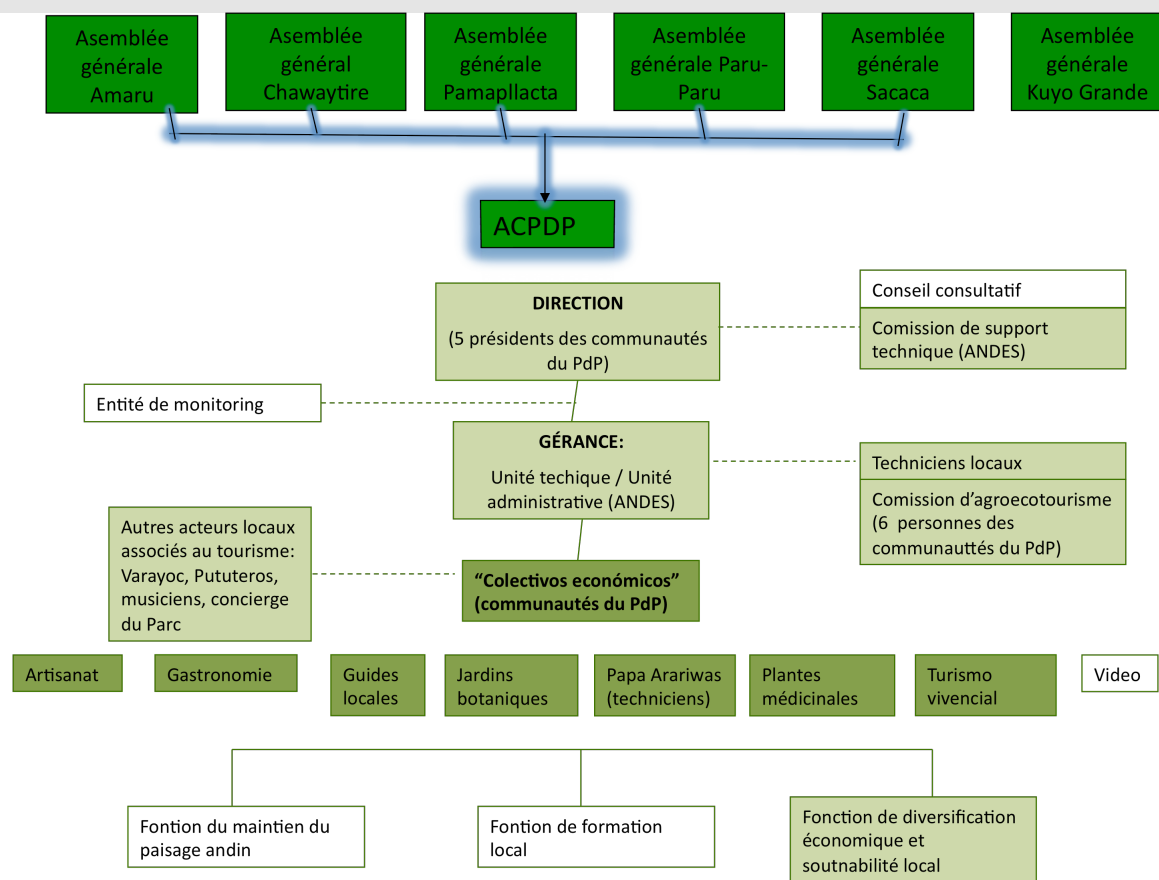 Asemblée
générale
Amaru
Asemblée
général
Chawaytire
Asemblée
générale
Pamapllacta
Asemblée
générale Paru-
Paru
Asemblée
générale
Sacaca
Asemblée
générale
Kuyo Grande
ACPDP
DIRECTION
(5 présidents des communautés
du PdP)
Conseil consultatif
Comission de support
technique (ANDES)
Entité de monitoring
GÉRANCE:
Unité techique / Unité
administrative (ANDES)
Techniciens locaux
Comission d’agroecotourisme
(6 personnes des
communauttés du PdP)
Autres acteurs locaux
associés au tourisme:
Varayoc, Pututeros,
musiciens, concierge
du Parc
“Colectivos económicos”
(communautés du PdP)
Artisanat
Gastronomie
Guides
locales
Jardins
botaniques
Papa Arariwas
(techniciens)
Plantes
médicinales
Turismo
vivencial
Video
Fontion du maintien du
paisage andin
Fontion de formation
local
Fonction de diversification
économique et
soutnabilité local